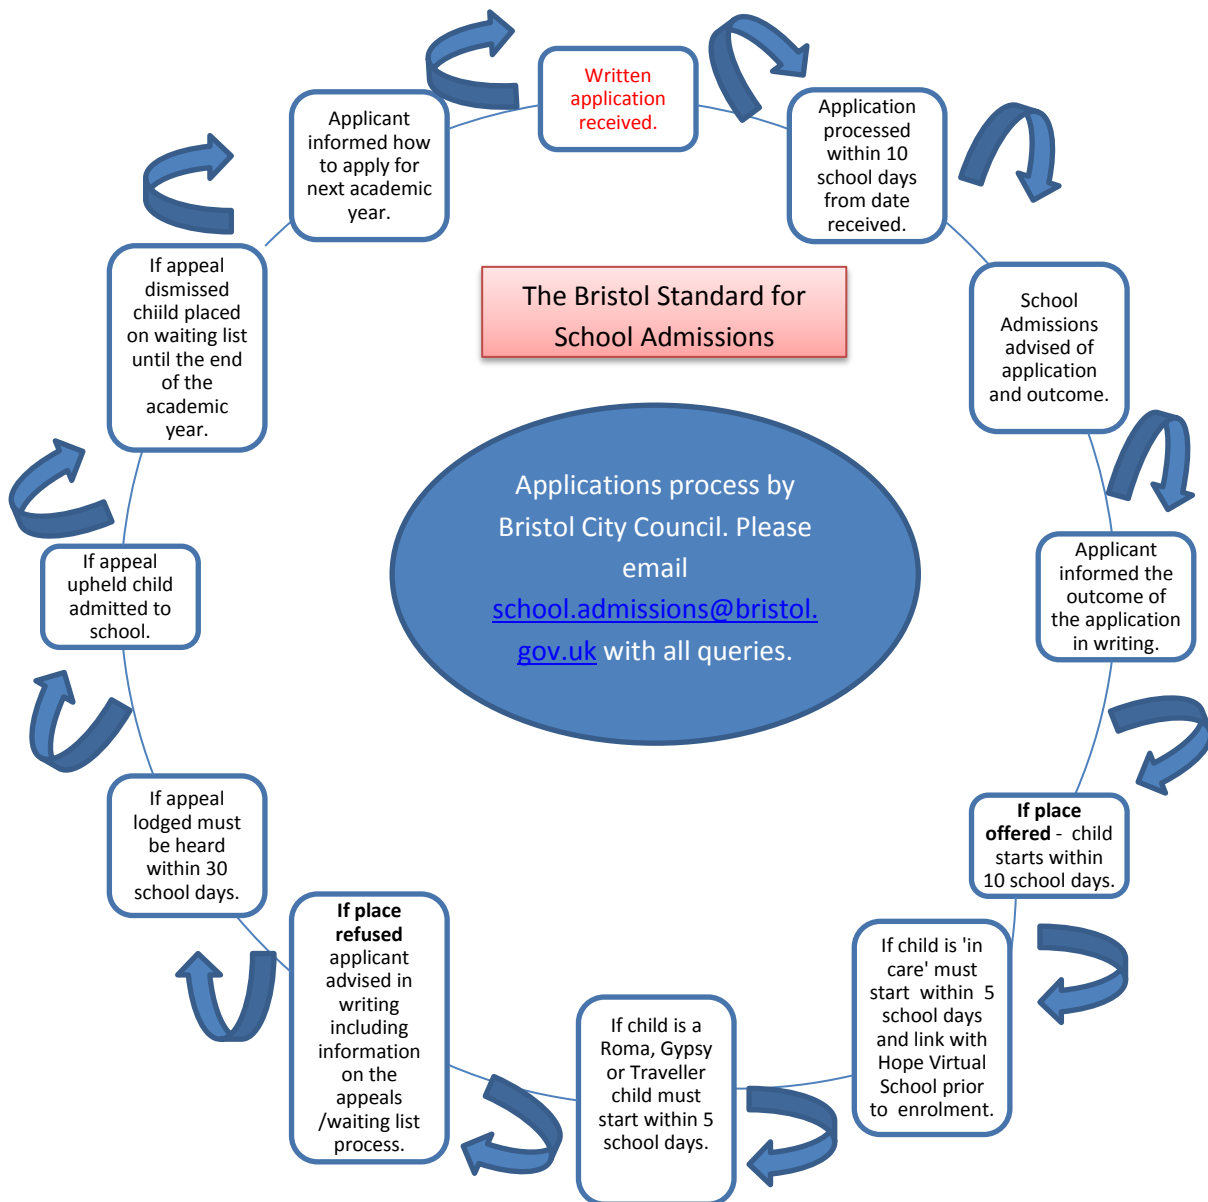 Written
application
received.
Application
processed
within 10
school days
from date
received.
School
Admissions
advised of
application
and outcome.
Applicant
informed the
outcome of
the application
in writing.
If place
offered - child
starts within
10 school days.
If child is 'in
care' must
start within 5
school days
and link with
Hope Virtual
School prior
to enrolment.
If child is a
Roma, Gypsy
or Traveller
child must
start within 5
school days.
If place
refused
applicant
advised in
writing
including
information
on the
appeals
/waiting list
process.
If appeal
lodged must
be heard
within 30
school days.
If appeal
upheld child
admitted to
school.
If appeal
dismissed
chiild placed
on waiting list
until the end
of the
academic
year.
Applicant
informed how
to apply for
next academic
year.
The Bristol Standard for
School Admissions
Applications process by
Bristol City Council. Please
email
school.admissions@bristol.
gov.uk with all queries.